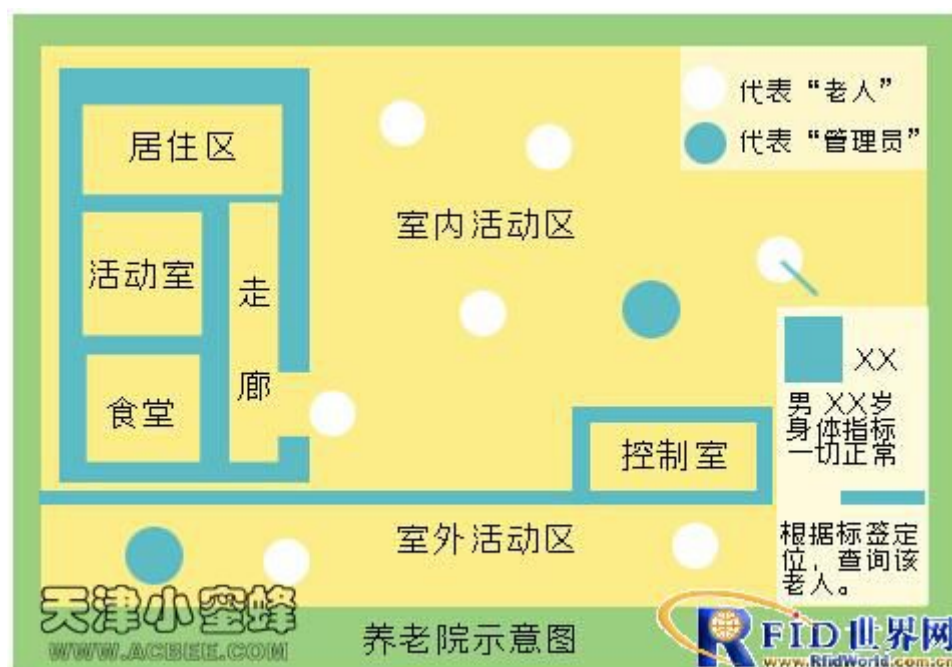 代表“老人”
代表“管理员”
居住区
室内活动区
活动室
走廊
食堂
XX
男 XX岁
身体指标
一切正常
控制室
室外活动区
根据标签定
位，查询该
老人。
天津小蜜蜂
WWW.ACBEE.COM
养老院示意图
RFID世界网
www.RfidWorld.com.cn